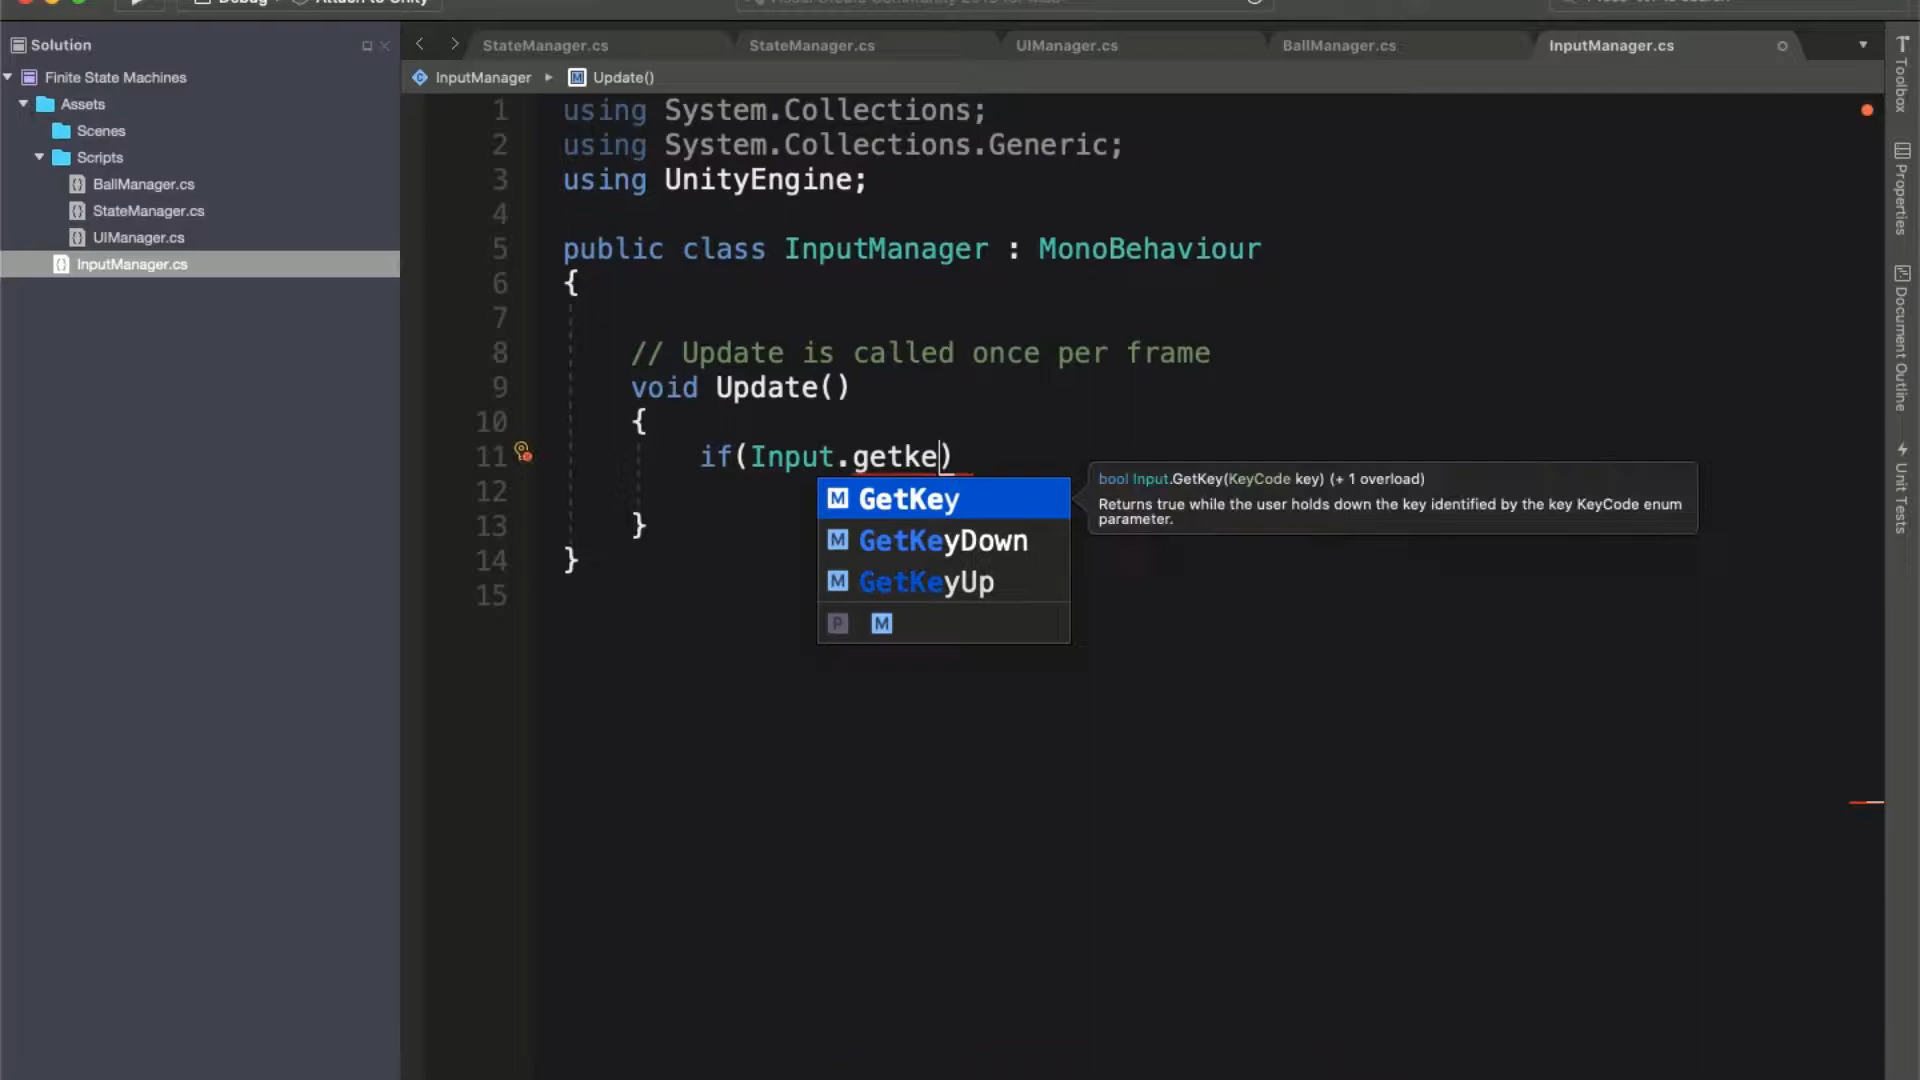 Debug
Attach to Unity
Solution
StateManager.cs
StateManager.cs
UIManager.cs
BallManager.cs
InputManager.cs
Toolbox
Finite State Machines
InputManager
Update()
Assets
Scenes
Scripts
BallManager.cs
StateManager.cs
UIManager.cs
InputManager.cs
Properties
Document Outline
Unit Tests
1 using System.Collections;
2 using System.Collections.Generic;
3 using UnityEngine;
4
5 public class InputManager : MonoBehaviour
6 {
7
8 // Update is called once per frame
9 void Update()
10 {
11 if(Input.getke)
12
13 }
14 }
15
GetKey
GetKeyDown
GetKeyUp
P M
bool Input.GetKey(KeyCode key) (+ 1 overload)
Returns true while the user holds down the key identified by the key KeyCode enum
parameter.